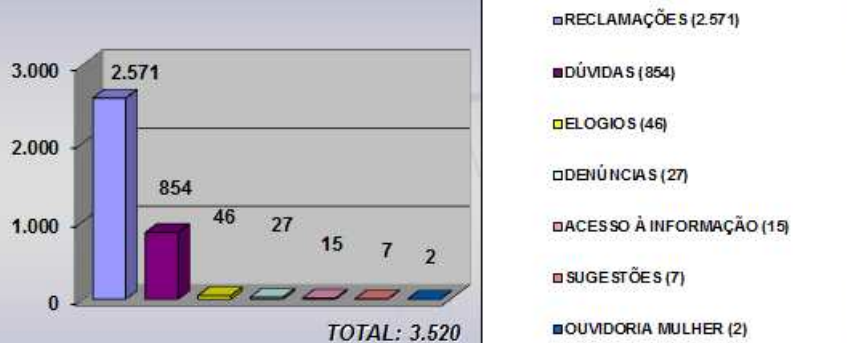 3.000
2.000
1.000
0
2.571
854
46
27
15
7
2
TOTAL: 3.520
RECLAMAÇÕES (2.571)
DÚVIDAS (854)
ELOGIOS (46)
DENÚNCIAS (27)
ACESSO À INFORMAÇÃO (15)
SUGESTÕES (7)
OUVIDORIA MULHER (2)